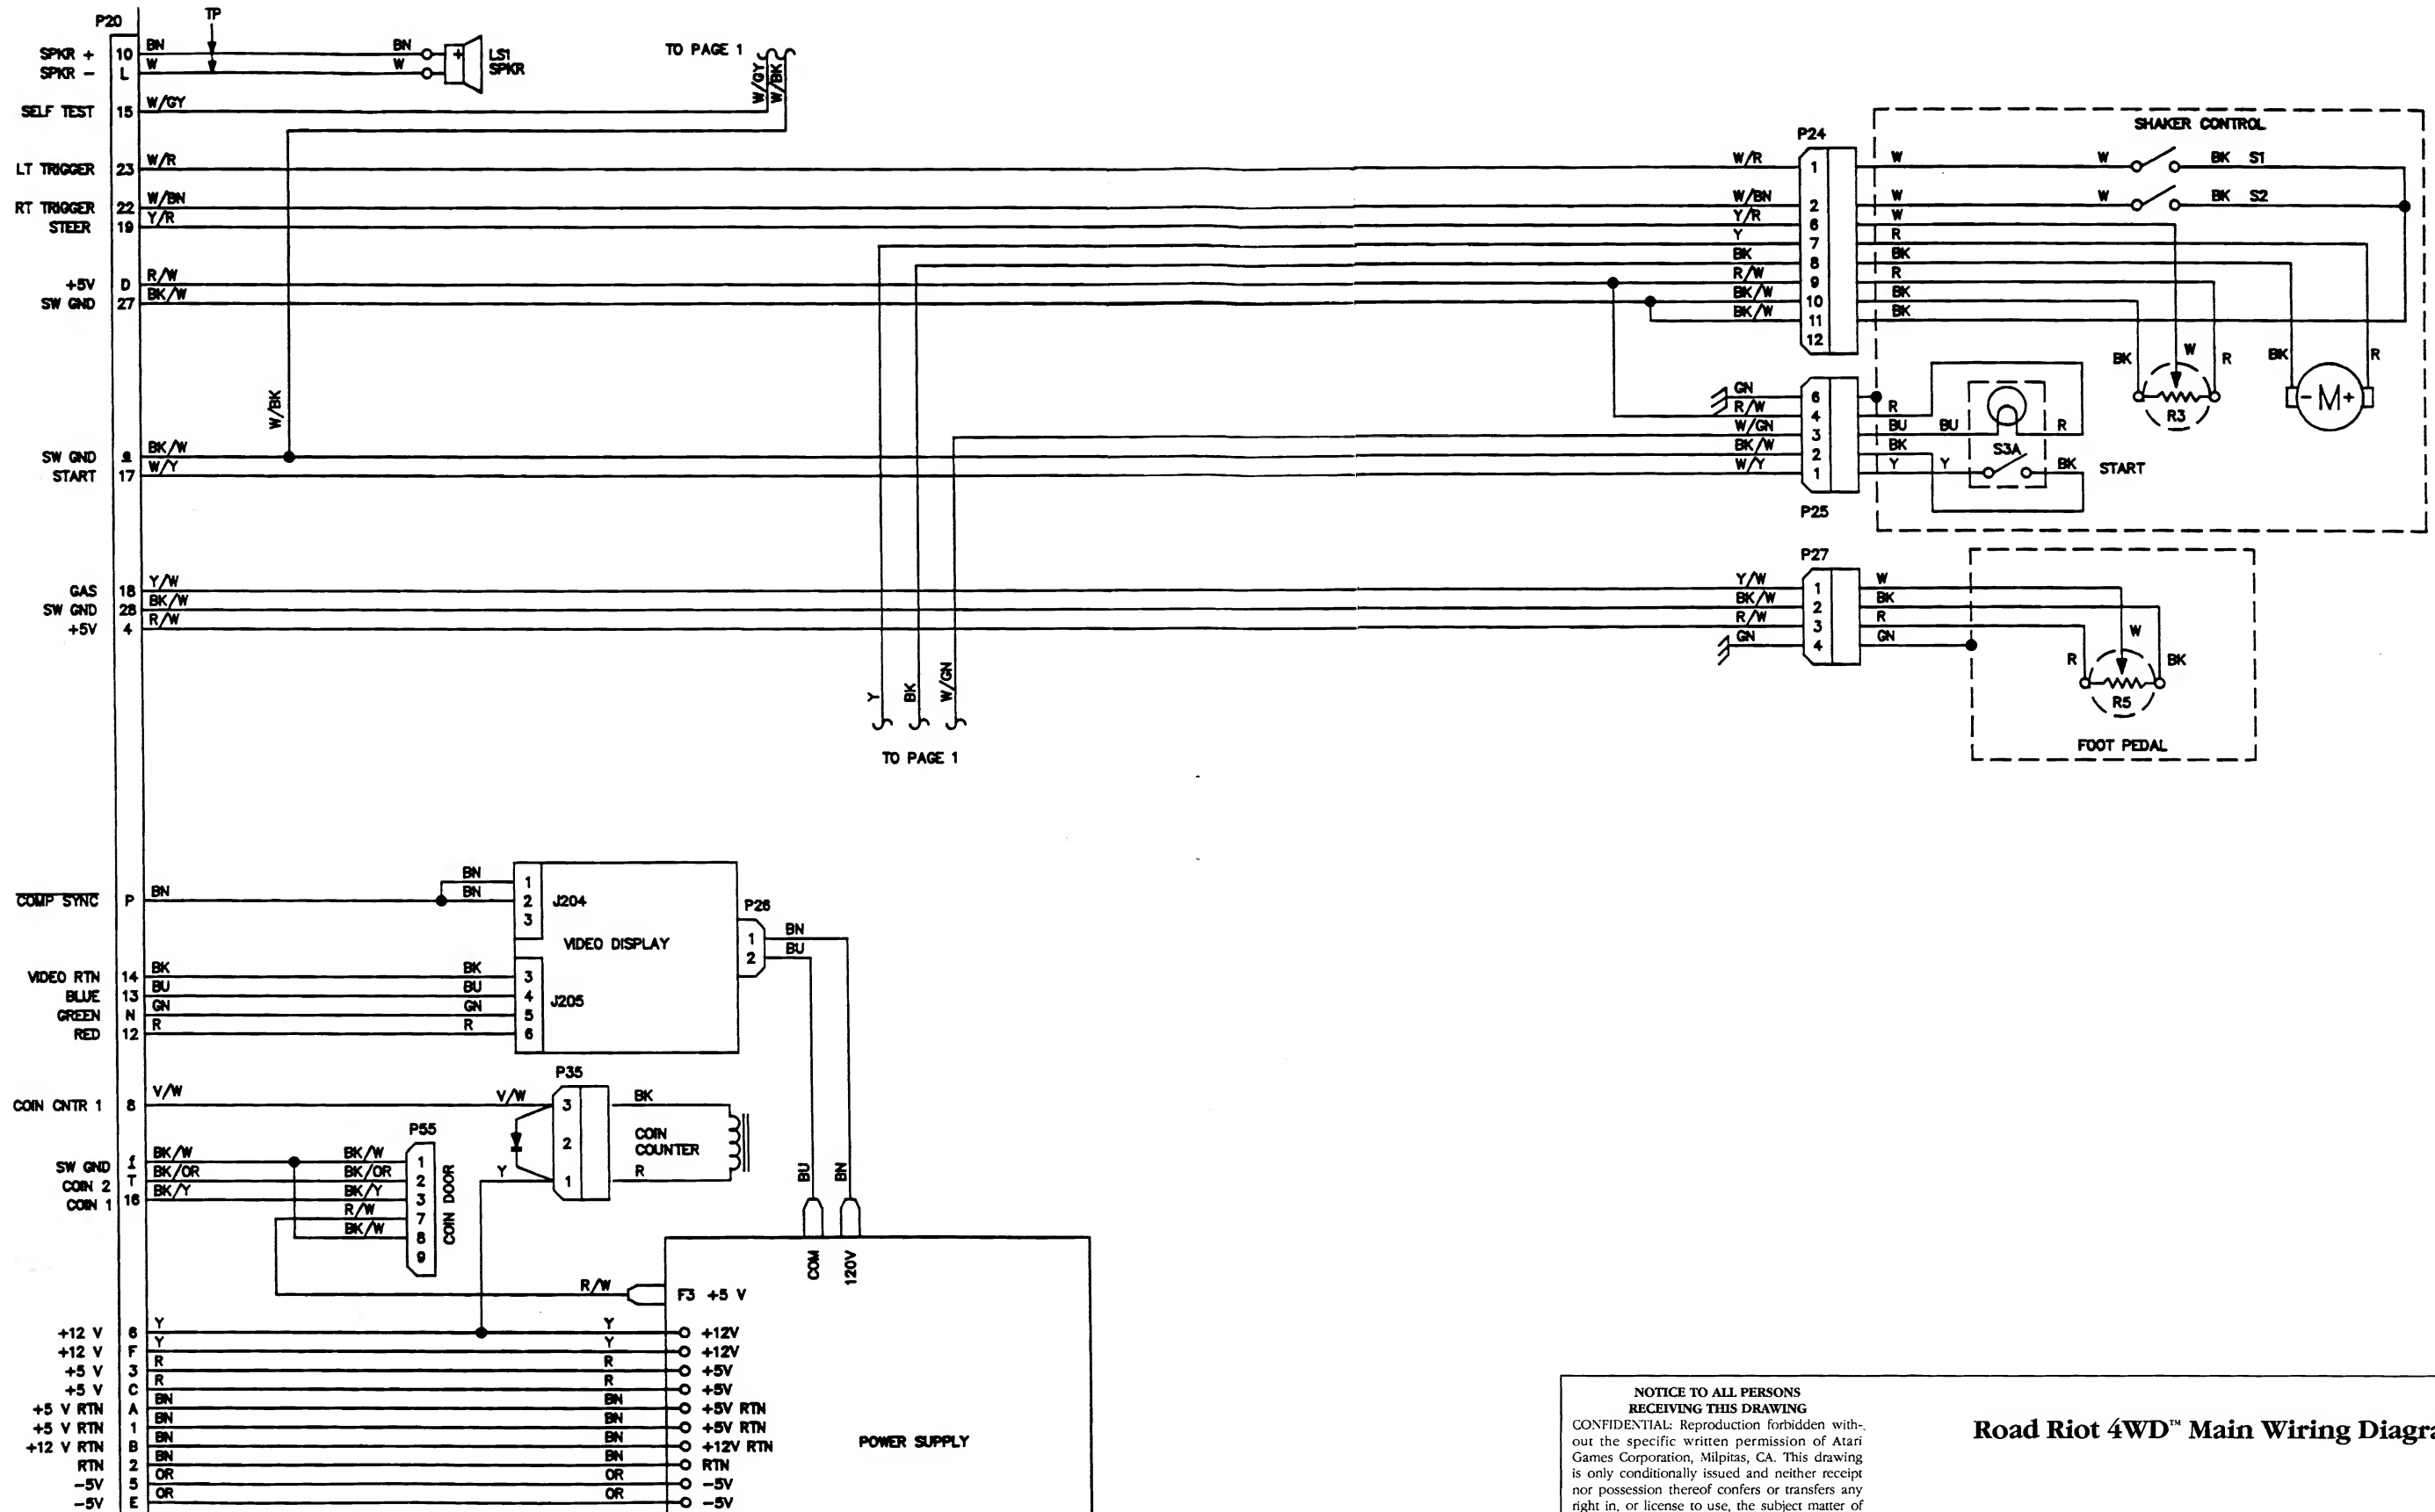 P20
TP
SPKR + 10 BN BN + LS1
SPKR - L W W SPKR
TO PAGE 1
W/GY
W/BK
SELF TEST 15 W/GY
LT TRIGGER 23 W/R
RT TRIGGER 22 W/BN
STEER 19 Y/R
+5V D R/W
SW GND 27 BK/W
W/BK
SW GND BK/W
START 17 W/Y
P24
W/R 1 W W BK S1
W/BN 2 W W BK S2
Y/R 6 W
Y 7 R
BK 8 BK
R/W 9 R
BK/W 10 BK
BK/W 11 BK
12
SHAKER CONTROL
BK W R
R3
BK R
- M +
GN 6
R/W 4 R
W/GN 3 BU BU R
BK/W 2 BK
W/Y 1 Y Y BK
S3A
START
P25
GAS 18 Y/W
SW GND 28 BK/W
+5V 4 R/W
P27
Y/W 1 W
BK/W 2 BK
R/W 3 R
GN 4 GN
R W BK
R5
FOOT PEDAL
Y
BK
W/GN
TO PAGE 1
COMP SYNC P BN
BN 1
BN 2
3
J204
VIDEO DISPLAY
P26
1 BN
2 BU
VIDEO RTN 14 BK BK 3
BLUE 13 BU BU 4
GREEN N GN GN 5
RED 12 R R 6
J205
P35
COIN CNTR 1 8 V/W V/W 3 BK
2
Y 1 R
COIN
COUNTER
P55
SW GND f BK/W BK/W 1
COIN 2 T BK/OR BK/OR 2
COIN 1 16 BK/Y BK/Y 3
R/W 7
BK/W 8
9
COIN DOOR
BU
BN
COM
120V
R/W F3 +5 V
+12 V 6 Y Y +12V
+12 V F Y Y +12V
+5 V 3 R R +5V
+5 V C R R +5V
+5 V RTN A BN BN +5V RTN
+5 V RTN 1 BN BN +5V RTN
+12 V RTN B BN BN +12V RTN
RTN 2 BN BN RTN
-5V 5 OR OR -5V
-5V E OR OR -5V
POWER SUPPLY
NOTICE TO ALL PERSONS
RECEIVING THIS DRAWING
CONFIDENTIAL: Reproduction forbidden with-
out the specific written permission of Atari
Games Corporation, Milpitas, CA. This drawing
is only conditionally issued and neither receipt
nor possession thereof confers or transfers any
right in, or license to use, the subject matter of
Road Riot 4WD™ Main Wiring Diagra